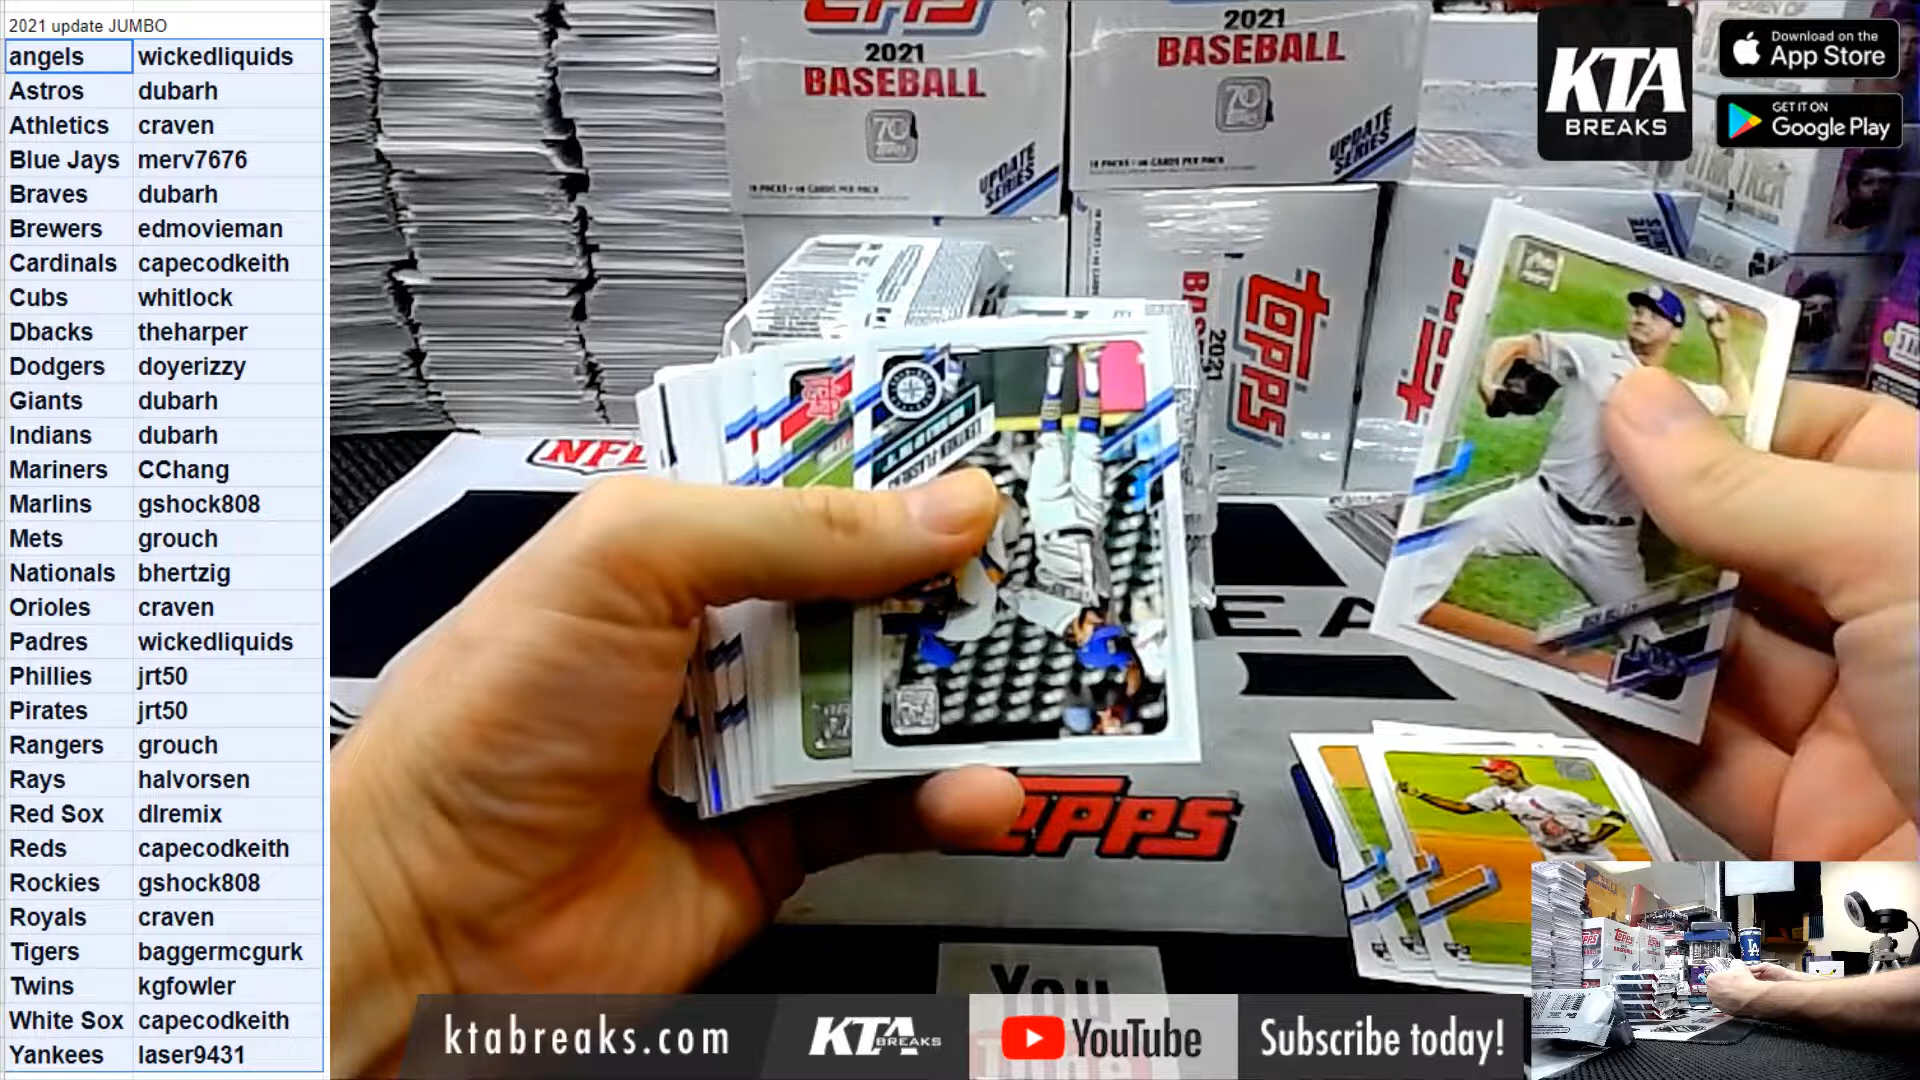 2021 update JUMBO
angels wickedliquids
Astros dubarh
Athletics craven
Blue Jays merv7676
Braves dubarh
Brewers edmovieman
Cardinals capecodkeith
Cubs whitlock
Dbacks theharper
Dodgers doyerizzy
Giants dubarh
Indians dubarh
Mariners CChang
Marlins gshock808
Mets grouch
Nationals bhertzig
Orioles craven
Padres wickedliquids
Phillies jrt50
Pirates jrt50
Rangers grouch
Rays halvorsen
Red Sox dlremix
Reds capecodkeith
Rockies gshock808
Royals craven
Tigers baggermcgurk
Twins kgfowler
White Sox capecodkeith
Yankees laser9431
2021
BASEBALL
70
UPDATE
SERIES
2021
BASEBALL
70
UPDATE
SERIES
KTA
BREAKS
Download on the
App Store
GET IT ON
Google Play
NFL
TOPPS
2021
TOPPS
You
ktabreaks.com
KTA
BREAKS
YouTube
Subscribe today!